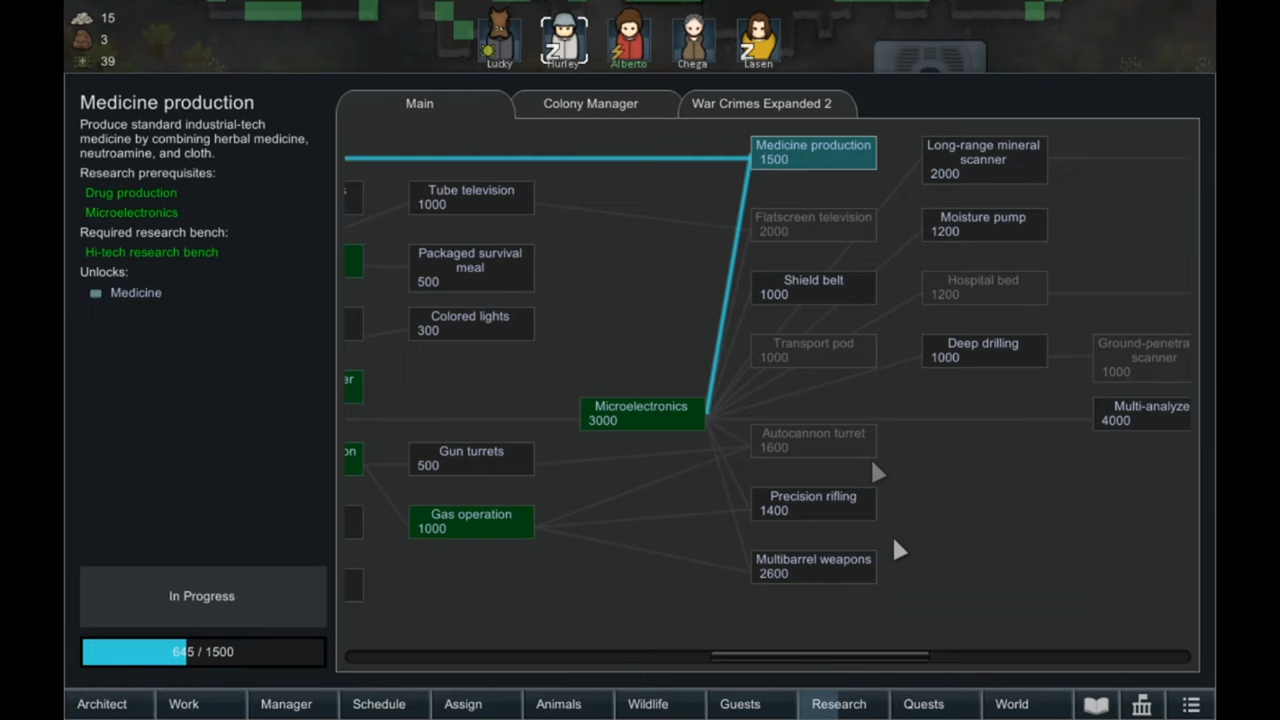 15
3
39
Lucky
Hurley
Alberto
Chega
Lasen
Medicine production
Produce standard industrial-tech
medicine by combining herbal medicine,
neutroamine, and cloth.
Research prerequisites:
Drug production
Microelectronics
Required research bench:
Hi-tech research bench
Unlocks:
Medicine
In Progress
645 / 1500
Main
Colony Manager
War Crimes Expanded 2
s
Tube television
1000
Packaged survival
meal
500
Colored lights
300
er
on
Gun turrets
500
Gas operation
1000
Microelectronics
3000
Medicine production
1500
Flatscreen television
2000
Shield belt
1000
Transport pod
1000
Autocannon turret
1600
Precision rifling
1400
Multibarrel weapons
2600
Long-range mineral
scanner
2000
Moisture pump
1200
Hospital bed
1200
Deep drilling
1000
Ground-penetra
scanner
1000
Multi-analyze
4000
Architect
Work
Manager
Schedule
Assign
Animals
Wildlife
Guests
Research
Quests
World